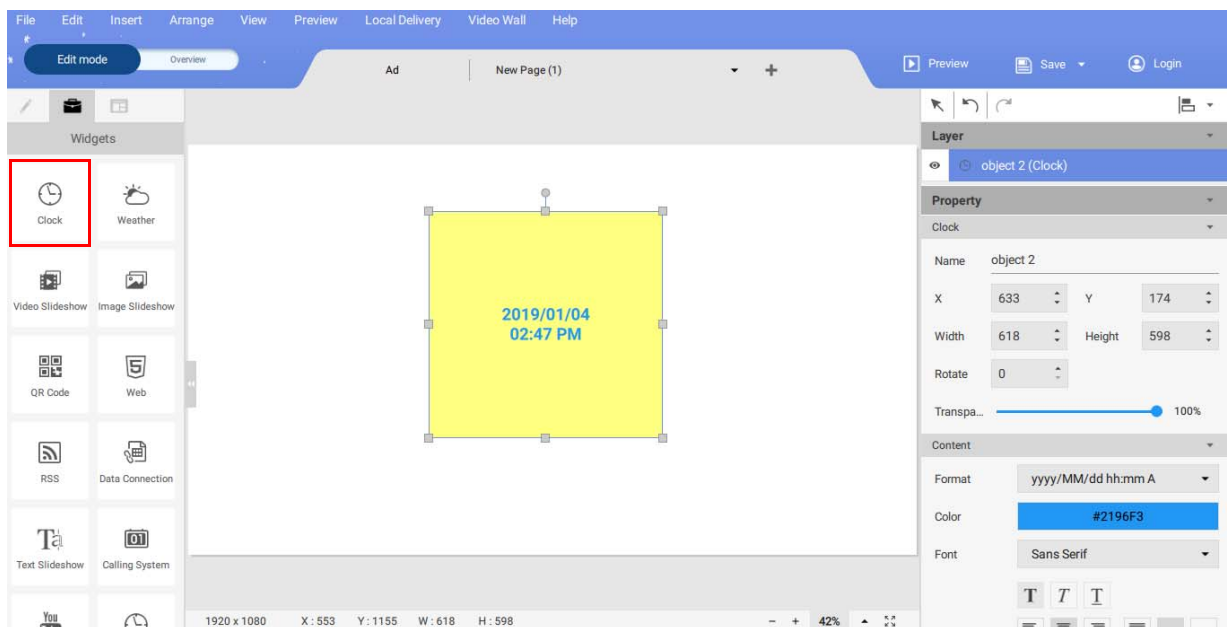 File Edit Insert Arrange View Preview Local Delivery Video Wall Help
Edit mode Overview
Ad New Page (1) +
Preview Save Login
Widgets
Clock Weather
Video Slideshow Image Slideshow
QR Code Web
RSS Data Connection
Text Slideshow Calling System
You
2019/01/04
02:47 PM
1920 x 1080 X : 553 Y : 1155 W : 618 H : 598 - + 42%
Layer
object 2 (Clock)
Property
Clock
Name object 2
X 633 Y 174
Width 618 Height 598
Rotate 0
Transpa... 100%
Content
Format yyyy/MM/dd hh:mm A
Color #2196F3
Font Sans Serif
T T T